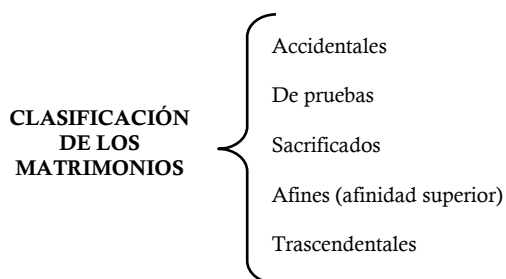 CLASIFICACIÓN
DE LOS
MATRIMONIOS
Accidentales
De pruebas
Sacrificados
Afines (afinidad superior)
Trascendentales